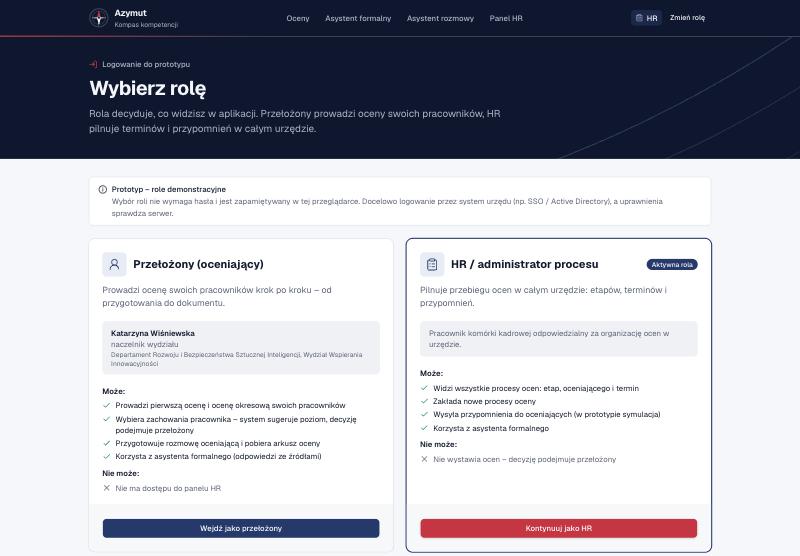 Azymut
Kompas kompetencji
Oceny
Asystent formalny
Asystent rozmowy
Panel HR
HR
Zmień rolę
Logowanie do prototypu
Wybierz rolę
Rola decyduje, co widzisz w aplikacji. Przełożony prowadzi oceny swoich pracowników, HR
pilnuje terminów i przypomnień w całym urzędzie.
Prototyp – role demonstracyjne
Wybór roli nie wymaga hasła i jest zapamiętywany w tej przeglądarce. Docelowo logowanie przez system urzędu (np. SSO / Active Directory), a uprawnienia
sprawdza serwer.
Przełożony (oceniający)
Prowadzi ocenę swoich pracowników krok po kroku – od
przygotowania do dokumentu.
Katarzyna Wiśniewska
naczelnik wydziału
Departament Rozwoju i Bezpieczeństwa Sztucznej Inteligencji, Wydział Wspierania
Innowacyjności
Może:
Prowadzi pierwszą ocenę i ocenę okresową swoich pracowników
Wybiera zachowania pracownika – system sugeruje poziom, decyzję
podejmuje przełożony
Przygotowuje rozmowę oceniającą i pobiera arkusz oceny
Korzysta z asystenta formalnego (odpowiedzi ze źródłami)
Nie może:
Nie ma dostępu do panelu HR
Wejdź jako przełożony
HR / administrator procesu
Aktywna rola
Pilnuje przebiegu ocen w całym urzędzie: etapów, terminów i
przypomnień.
Pracownik komórki kadrowej odpowiedzialny za organizację ocen w
urzędzie.
Może:
Widzi wszystkie procesy ocen: etap, oceniającego i termin
Zakłada nowe procesy oceny
Wysyła przypomnienia do oceniających (w prototypie symulacja)
Korzysta z asystenta formalnego
Nie może:
Nie wystawia ocen – decyzję podejmuje przełożony
Kontynuuj jako HR